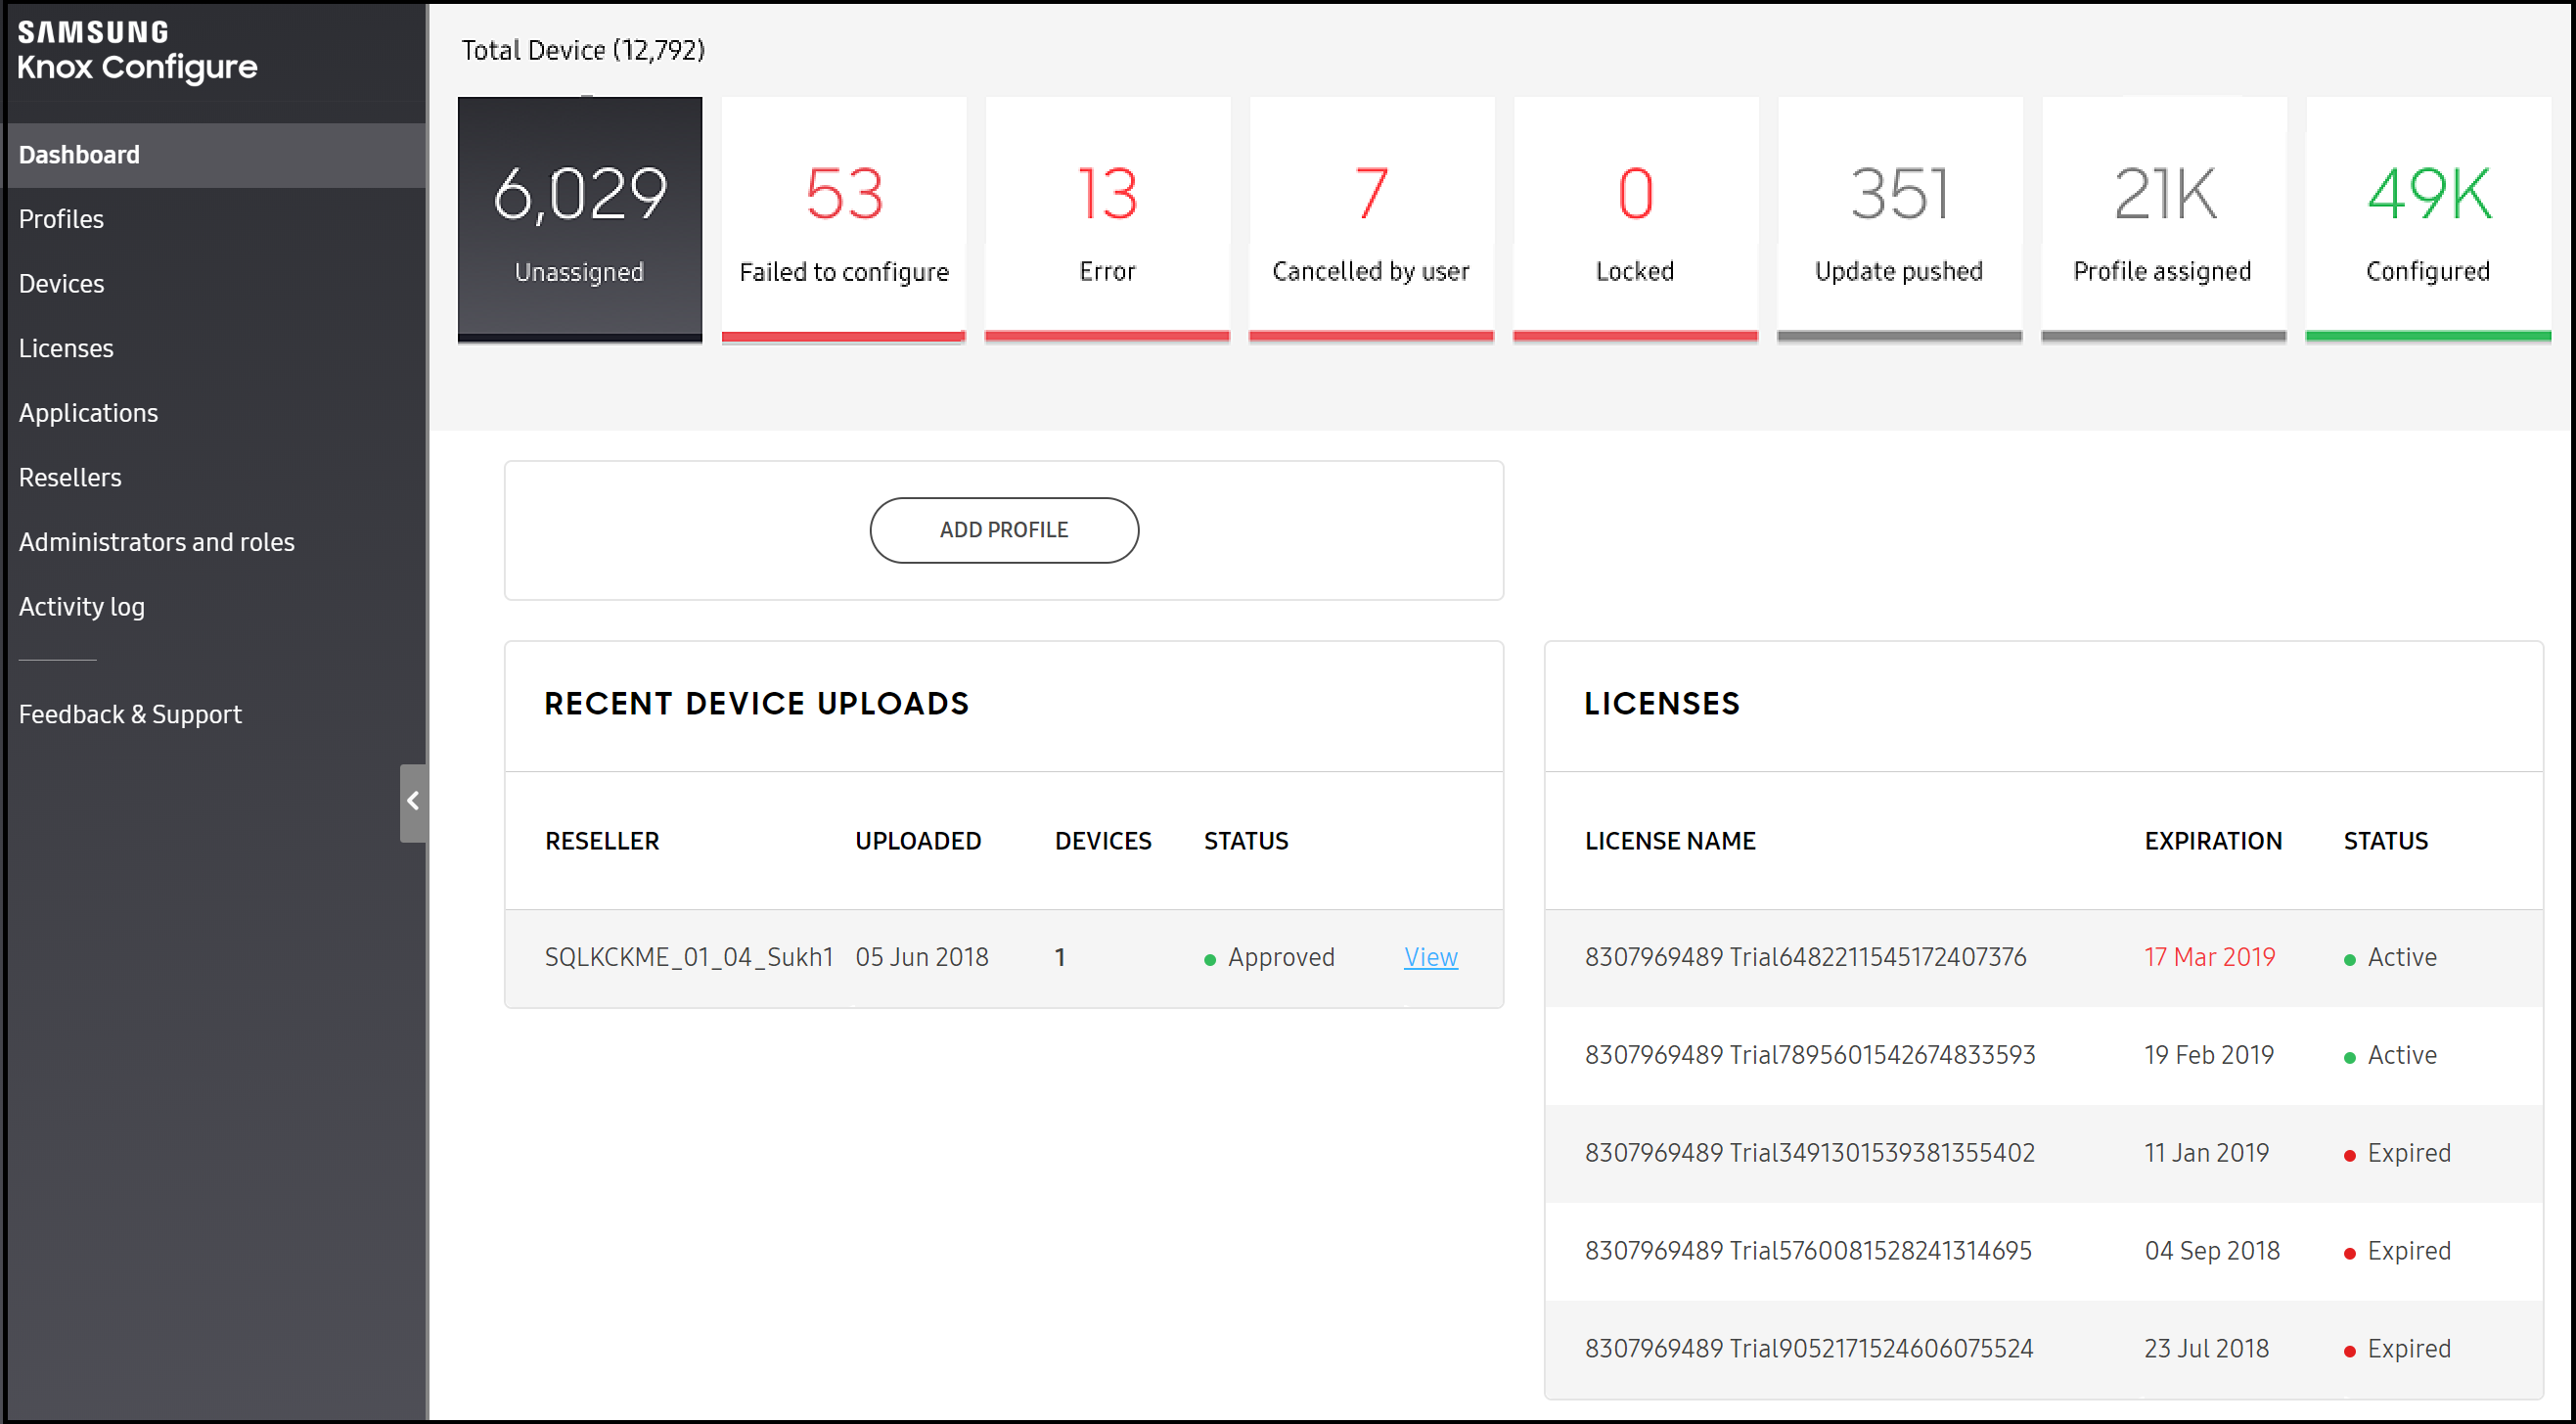 SAMSUNG
Knox Configure
Dashboard
Profiles
Devices
Licenses
Applications
Resellers
Administrators and roles
Activity log
Feedback & Support
Total Device (12,792)
6,029
Unassigned
53
Failed to configure
13
Error
7
Cancelled by user
0
Locked
351
Update pushed
21K
Profile assigned
49K
Configured
ADD PROFILE
RECENT DEVICE UPLOADS
RESELLER UPLOADED DEVICES STATUS
SQLKCKME_01_04_Sukh1 05 Jun 2018 1 Approved View
LICENSES
LICENSE NAME EXPIRATION STATUS
8307969489 Trial6482211545172407376 17 Mar 2019 Active
8307969489 Trial7895601542674833593 19 Feb 2019 Active
8307969489 Trial3491301539381355402 11 Jan 2019 Expired
8307969489 Trial5760081528241314695 04 Sep 2018 Expired
8307969489 Trial9052171524606075524 23 Jul 2018 Expired